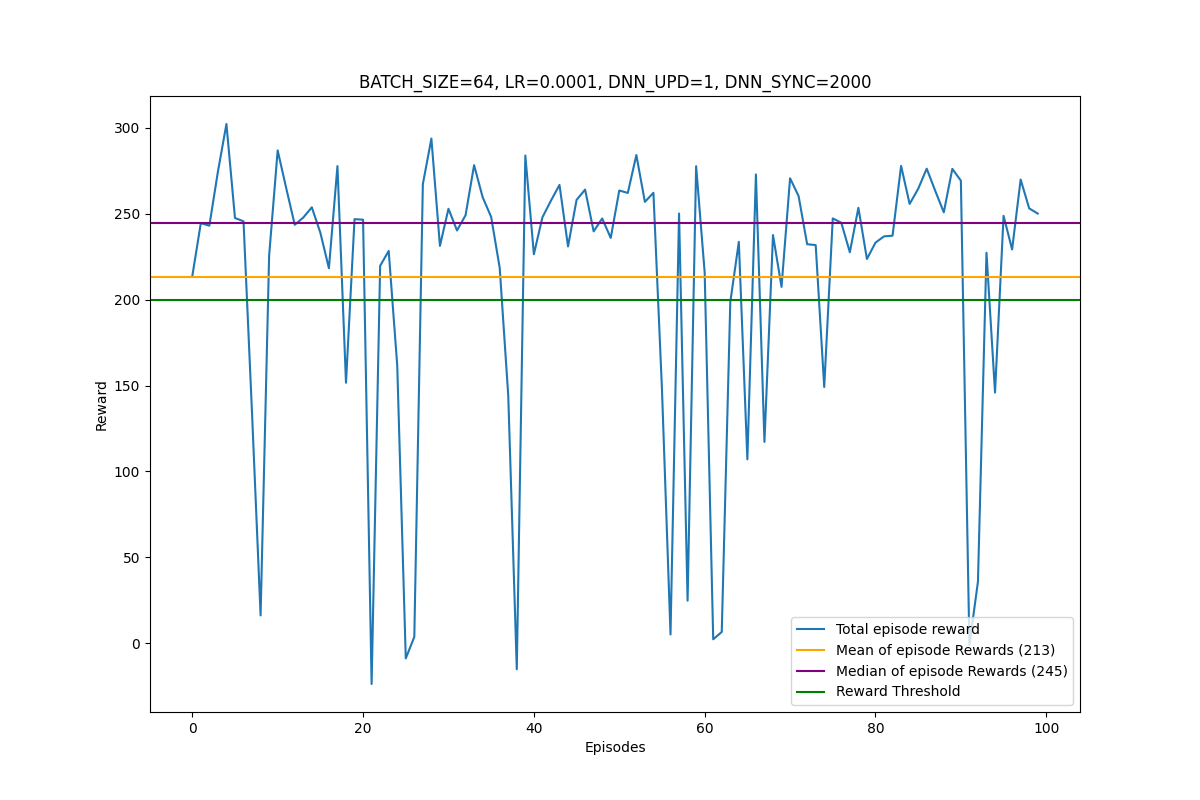 BATCH_SIZE=64, LR=0.0001, DNN_UPD=1, DNN_SYNC=2000
300
250
200
150
100
50
0
Reward
Total episode reward
Mean of episode Rewards (213)
Median of episode Rewards (245)
Reward Threshold
0 20 40 60 80 100
Episodes